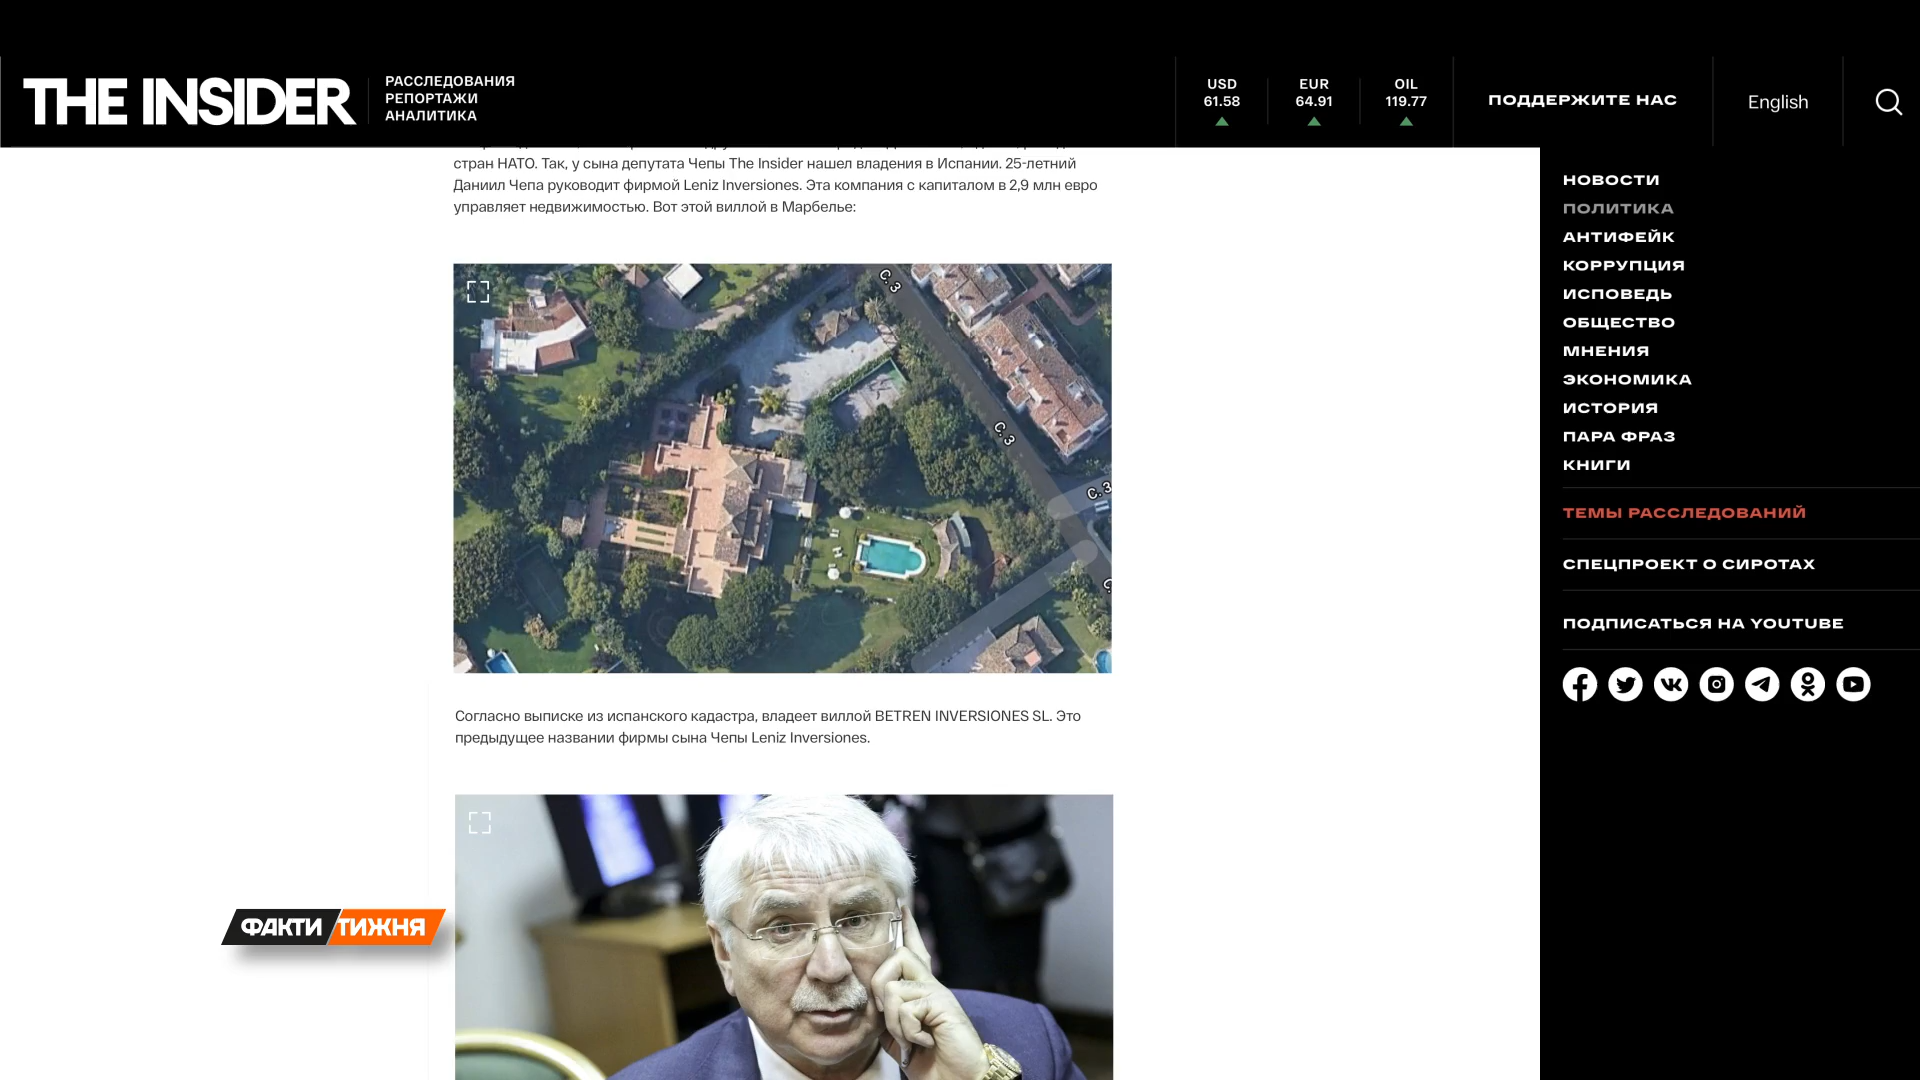 THE INSIDER
РАССЛЕДОВАНИЯ
РЕПОРТАЖИ
АНАЛИТИКА
USD
61.58
EUR
64.91
OIL
119.77
ПОДДЕРЖИТЕ НАС
English
стран НАТО. Так, у сына депутата Чепы The Insider нашел владения в Испании. 25-летний
Даниил Чепа руководит фирмой Leniz Inversiones. Эта компания с капиталом в 2,9 млн евро
управляет недвижимостью. Вот этой виллой в Марбелье:
C. 3
C. 3
C. 3
C.
Согласно выписке из испанского кадастра, владеет виллой BETREN INVERSIONES SL. Это
предыдущее названии фирмы сына Чепы Leniz Inversiones.
ФАКТИ ТИЖНЯ
НОВОСТИ
ПОЛИТИКА
АНТИФЕЙК
КОРРУПЦИЯ
ИСПОВЕДЬ
ОБЩЕСТВО
МНЕНИЯ
ЭКОНОМИКА
ИСТОРИЯ
ПАРА ФРАЗ
КНИГИ
ТЕМЫ РАССЛЕДОВАНИЙ
СПЕЦПРОЕКТ О СИРОТАХ
ПОДПИСАТЬСЯ НА YOUTUBE